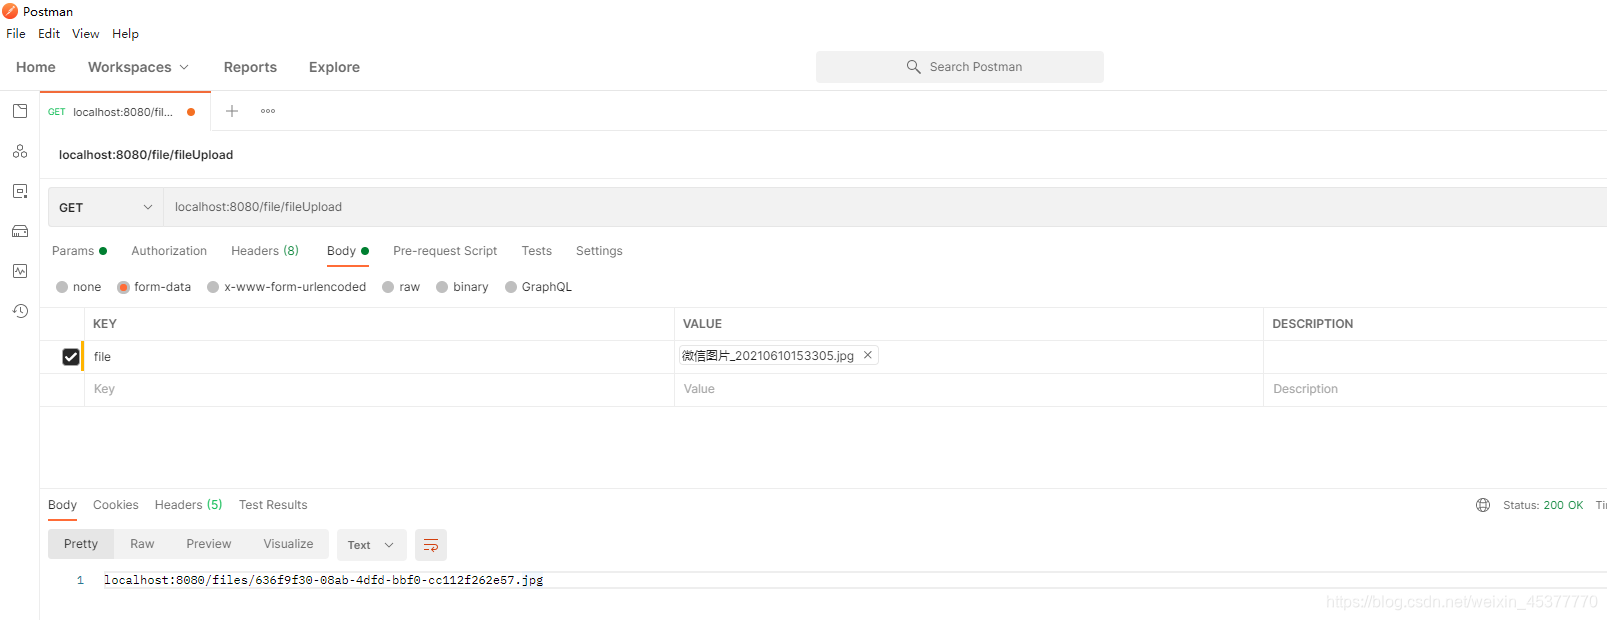 Postman
File Edit View Help
Home Workspaces Reports Explore Search Postman
GET localhost:8080/fil... + ooo
localhost:8080/file/fileUpload
GET localhost:8080/file/fileUpload
Params Authorization Headers (8) Body Pre-request Script Tests Settings
none form-data x-www-form-urlencoded raw binary GraphQL
KEY VALUE DESCRIPTION
file 微信图片_20210610153305.jpg ×
Key Value Description
Body Cookies Headers (5) Test Results Status: 200 OK Ti
Pretty Raw Preview Visualize Text
1 localhost:8080/files/636f9f30-08ab-4dfd-bbf0-cc112f262e57.jpg
https://blog.csdn.net/weixin_45377770